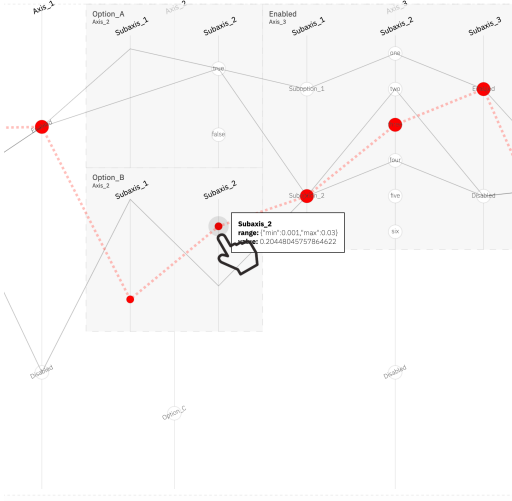 Axis_1
Option_A
Axis_2
Axis_2
Subaxis_1
Subaxis_2
Enabled
Axis_3
Axis_3
Subaxis_1
Subaxis_2
Subaxis_3
one
true
Suboption_1
two
Enabled
false
four
Option_B
Axis_2
Subaxis_1
Subaxis_2
Suboption_2
five
Disabled
Subaxis_2
range: {"min":0.001,"max":0.03}
value: 0.20448045757864622
six
Disabled
Disabled
Option_C